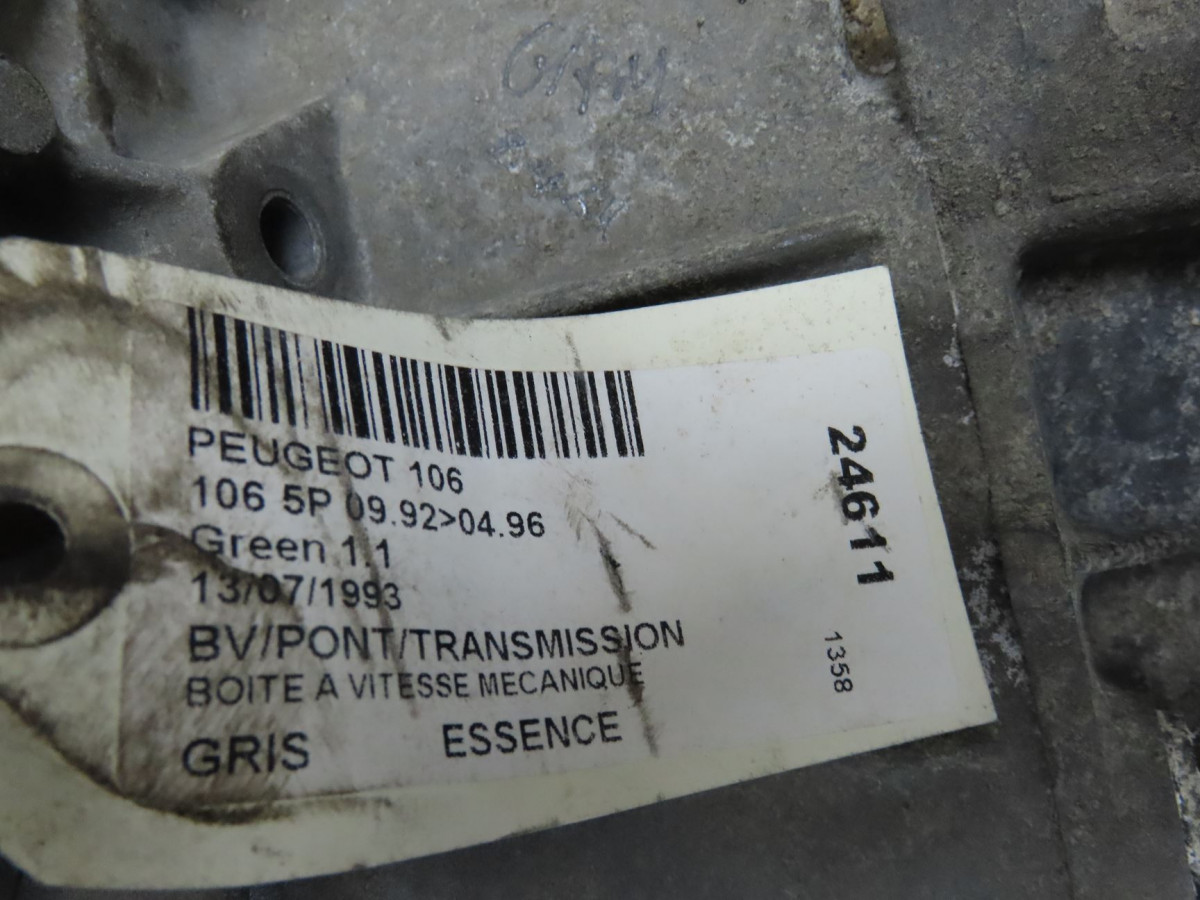 PEUGEOT 106
106 5P 09.92>04.96
Green 1.1
13/07/1993
BV/PONT/TRANSMISSION
BOITE A VITESSE MECANIQUE
GRIS ESSENCE
24611
1358